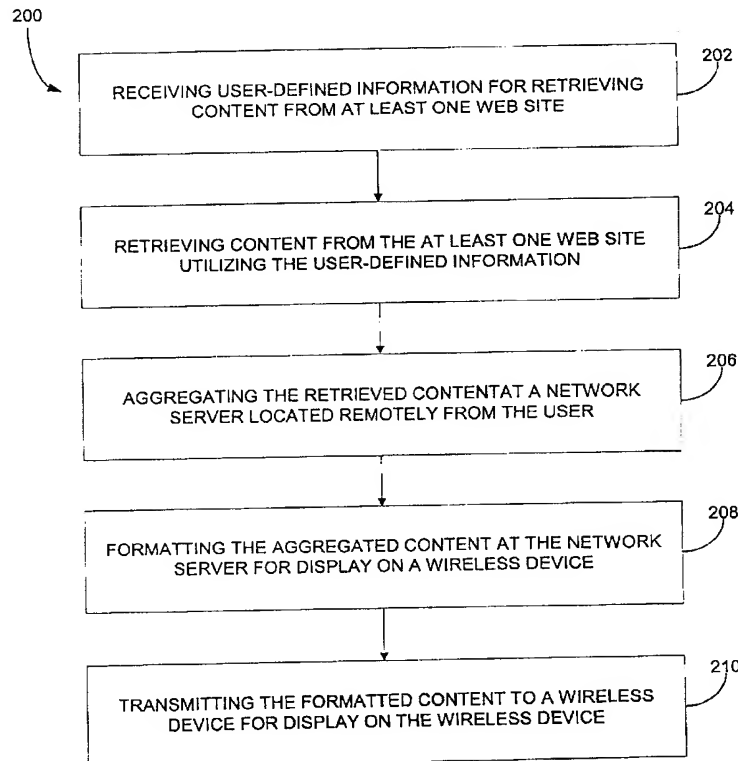 200
202
RECEIVING USER-DEFINED INFORMATION FOR RETRIEVING
CONTENT FROM AT LEAST ONE WEB SITE
204
RETRIEVING CONTENT FROM THE AT LEAST ONE WEB SITE
UTILIZING THE USER-DEFINED INFORMATION
206
AGGREGATING THE RETRIEVED CONTENTAT A NETWORK
SERVER LOCATED REMOTELY FROM THE USER
208
FORMATTING THE AGGREGATED CONTENT AT THE NETWORK
SERVER FOR DISPLAY ON A WIRELESS DEVICE
210
TRANSMITTING THE FORMATTED CONTENT TO A WIRELESS
DEVICE FOR DISPLAY ON THE WIRELESS DEVICE